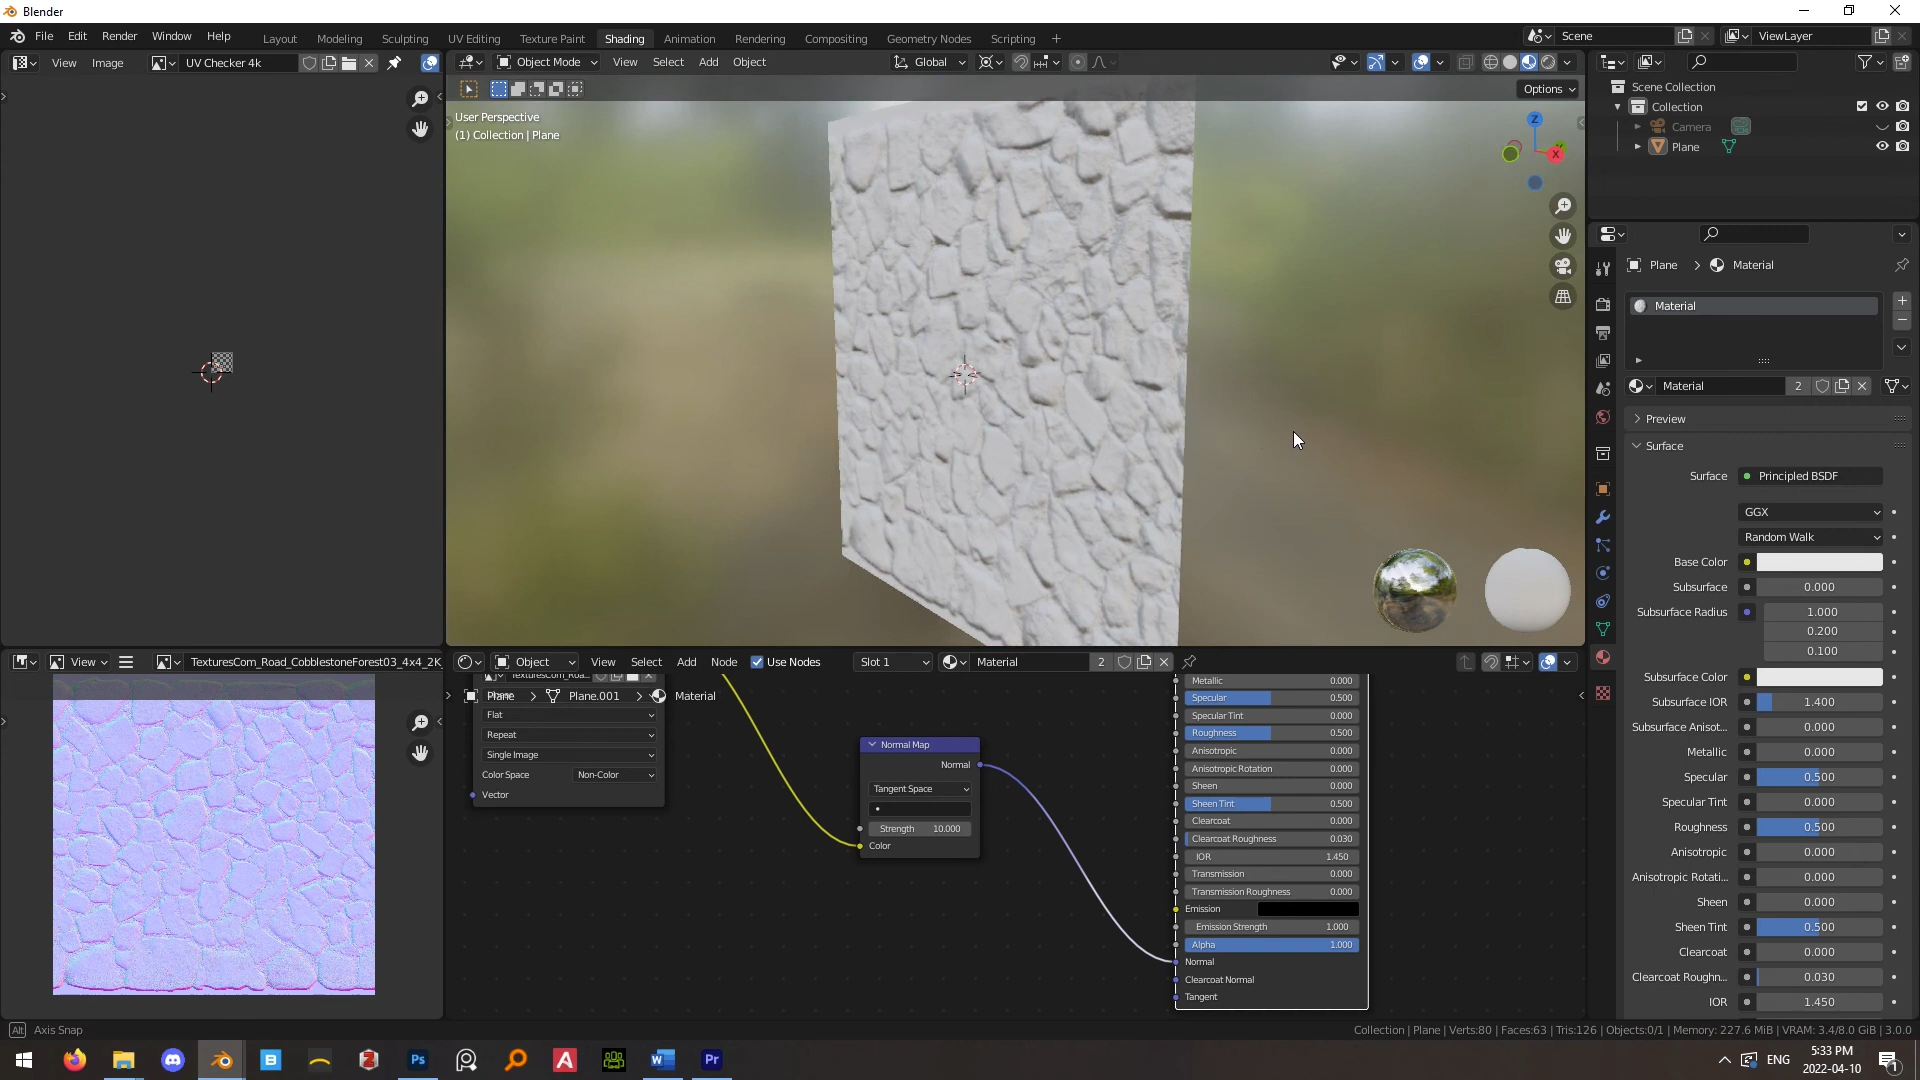 Blender
File Edit Render Window Help
Layout Modeling Sculpting UV Editing Texture Paint Shading Animation Rendering Compositing Geometry Nodes Scripting +
Scene
ViewLayer
View Image UV Checker 4k
Object Mode View Select Add Object Global
Options
User Perspective
(1) Collection | Plane
Z
X
Scene Collection
Collection
Camera
Plane
Plane > Material
Material
Material 2
Preview
Surface
Surface Principled BSDF
GGX
Random Walk
Base Color
Subsurface 0.000
Subsurface Radius 1.000
0.200
0.100
Subsurface Color
Subsurface IOR 1.400
Subsurface Anisot... 0.000
Metallic 0.000
Specular 0.500
Specular Tint 0.000
Roughness 0.500
Anisotropic 0.000
Anisotropic Rotati... 0.000
Sheen 0.000
Sheen Tint 0.500
Clearcoat 0.000
Clearcoat Roughn... 0.030
IOR 1.450
View TexturesCom_Road_CobblestoneForest03_4x4_2K_
Object View Select Add Node Use Nodes Slot 1 Material 2
TexturesCom_Roa...
Plane > Plane.001 > Material
Flat
Repeat
Single Image
Color Space Non-Color
Vector
Normal Map
Normal
Tangent Space
Strength 10.000
Color
Metallic 0.000
Specular 0.500
Specular Tint 0.000
Roughness 0.500
Anisotropic 0.000
Anisotropic Rotation 0.000
Sheen 0.000
Sheen Tint 0.500
Clearcoat 0.000
Clearcoat Roughness 0.030
IOR 1.450
Transmission 0.000
Transmission Roughness 0.000
Emission
Emission Strength 1.000
Alpha 1.000
Normal
Clearcoat Normal
Tangent
Alt Axis Snap
Collection | Plane | Verts:80 | Faces:63 | Tris:126 | Objects:0/1 | Memory: 227.6 MiB | VRAM: 3.4/8.0 GiB | 3.0.0
ENG
5:33 PM
2022-04-10